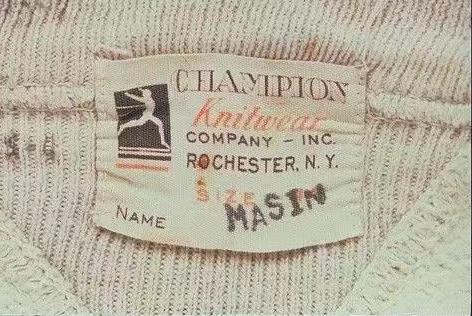 CHAMPION
Knitwear
COMPANY - INC.
ROCHESTER, N. Y.
SIZE
MASIN
NAME